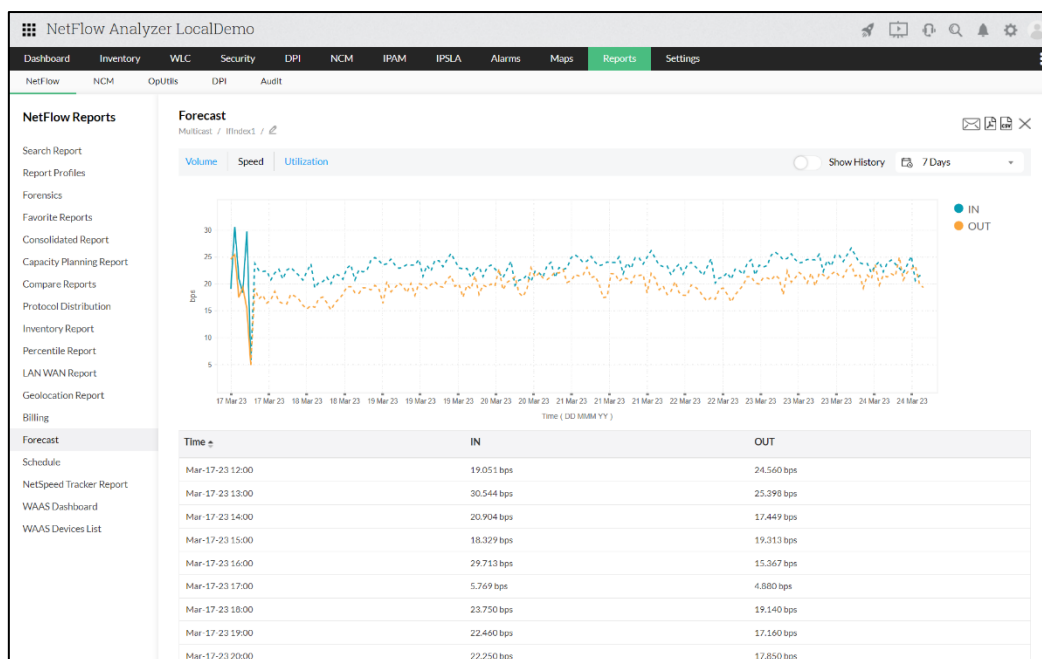 NetFlow Analyzer LocalDemo
Dashboard Inventory WLC Security DPI NCM IPAM IPSLA Alarms Maps Reports Settings
NetFlow NCM OpUtils DPI Audit
NetFlow Reports
Search Report
Report Profiles
Forensics
Favorite Reports
Consolidated Report
Capacity Planning Report
Compare Reports
Protocol Distribution
Inventory Report
Percentile Report
LAN WAN Report
Geolocation Report
Billing
Forecast
Schedule
NetSpeed Tracker Report
WAAS Dashboard
WAAS Devices List
Forecast
Multicast / IfIndex1 /
CSV
Volume Speed Utilization Show History 7 Days
IN
OUT
30
25
20
15
10
5
bps
17 Mar 23 17 Mar 23 18 Mar 23 18 Mar 23 19 Mar 23 19 Mar 23 19 Mar 23 20 Mar 23 20 Mar 23 21 Mar 23 21 Mar 23 21 Mar 23 22 Mar 23 22 Mar 23 23 Mar 23 23 Mar 23 23 Mar 23 24 Mar 23 24 Mar 23
Time ( DD MMM YY )
Time IN OUT
Mar-17-23 12:00 19.051 bps 24.560 bps
Mar-17-23 13:00 30.544 bps 25.398 bps
Mar-17-23 14:00 20.904 bps 17.449 bps
Mar-17-23 15:00 18.329 bps 19.313 bps
Mar-17-23 16:00 29.713 bps 15.367 bps
Mar-17-23 17:00 5.769 bps 4.880 bps
Mar-17-23 18:00 23.750 bps 19.140 bps
Mar-17-23 19:00 22.460 bps 17.160 bps
Mar-17-23 20:00 22.250 bps 17.850 bps